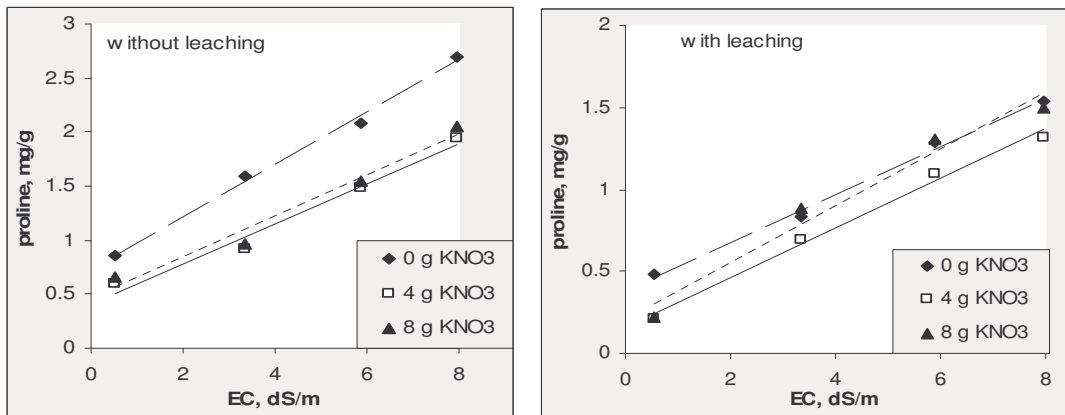 without leaching
3
2.5
2
1.5
1
0.5
0
0
2
4
6
8
proline, mg/g
EC, dS/m
0 g KNO3
4 g KNO3
8 g KNO3
with leaching
2
1.5
1
0.5
0
0
2
4
6
8
proline, mg/g
EC, dS/m
0 g KNO3
4 g KNO3
8 g KNO3